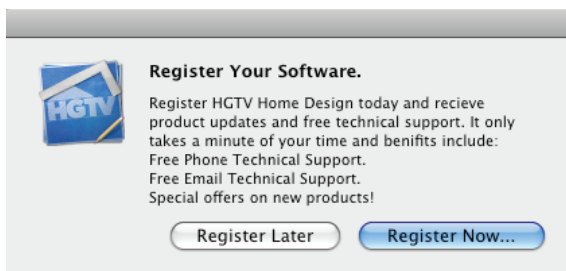 HGTV
Register Your Software.
Register HGTV Home Design today and recieve
product updates and free technical support. It only
takes a minute of your time and benifits include:
Free Phone Technical Support.
Free Email Technical Support.
Special offers on new products!
Register Later
Register Now...